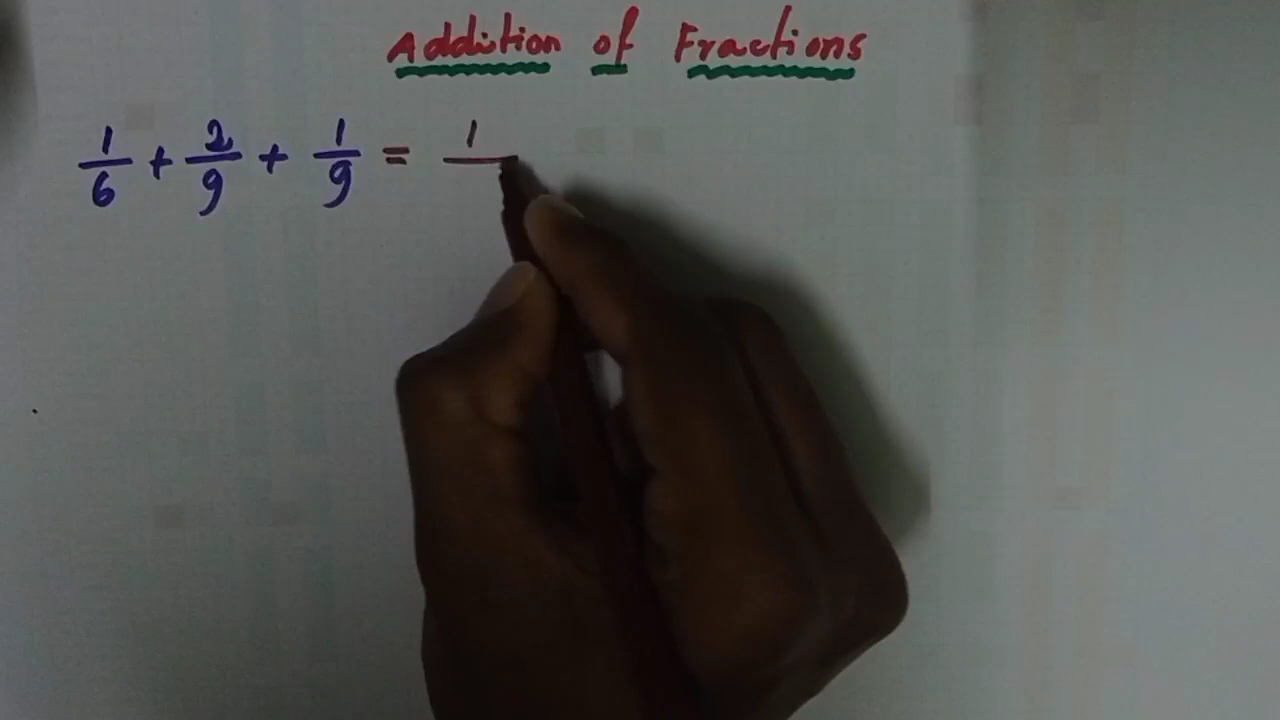 Addition of Fractions
1/6 + 2/9 + 1/9 = 1/